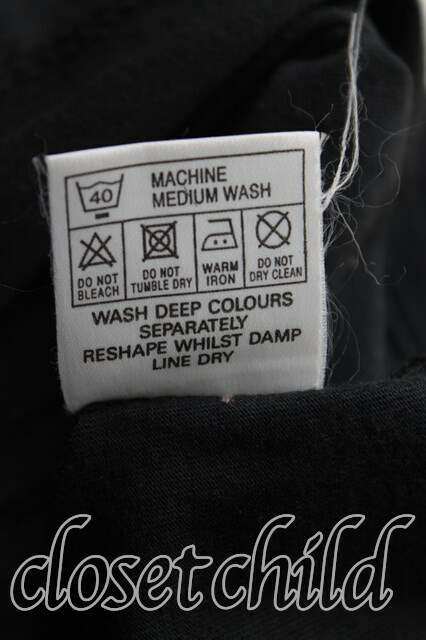 40 MACHINE
MEDIUM WASH
DO NOT
BLEACH
DO NOT
TUMBLE DRY
WARM
IRON
DO NOT
DRY CLEAN
WASH DEEP COLOURS
SEPARATELY
RESHAPE WHILST DAMP
LINE DRY
closet child